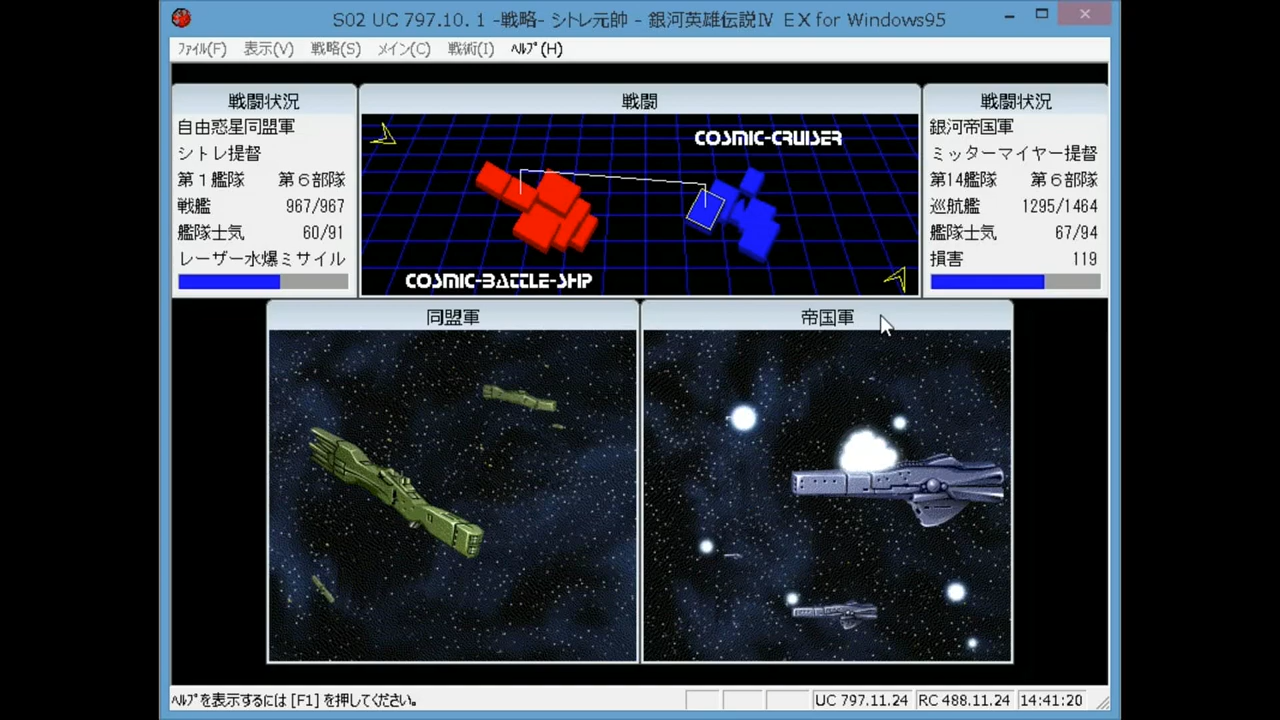 S02 UC 797.10. 1 -戦略- シトレ元帥 - 銀河英雄伝説Ⅳ EX for Windows95
ﾌｧｲﾙ(F) 表示(V) 戦略(S) メイン(C) 戦術(I) ﾍﾙﾌﾟ(H)
戦闘状況
自由惑星同盟軍
シトレ提督
第１艦隊 第６部隊
戦艦 967/967
艦隊士気 60/91
レーザー水爆ミサイル
戦闘
COSMIC-CRUISER
COSMIC-BATTLE-SHIP
戦闘状況
銀河帝国軍
ミッターマイヤー提督
第14艦隊 第６部隊
巡航艦 1295/1464
艦隊士気 67/94
損害 119
同盟軍
帝国軍
ﾍﾙﾌﾟを表示するには [F1] を押してください。
UC 797.11.24 RC 488.11.24 14:41:20